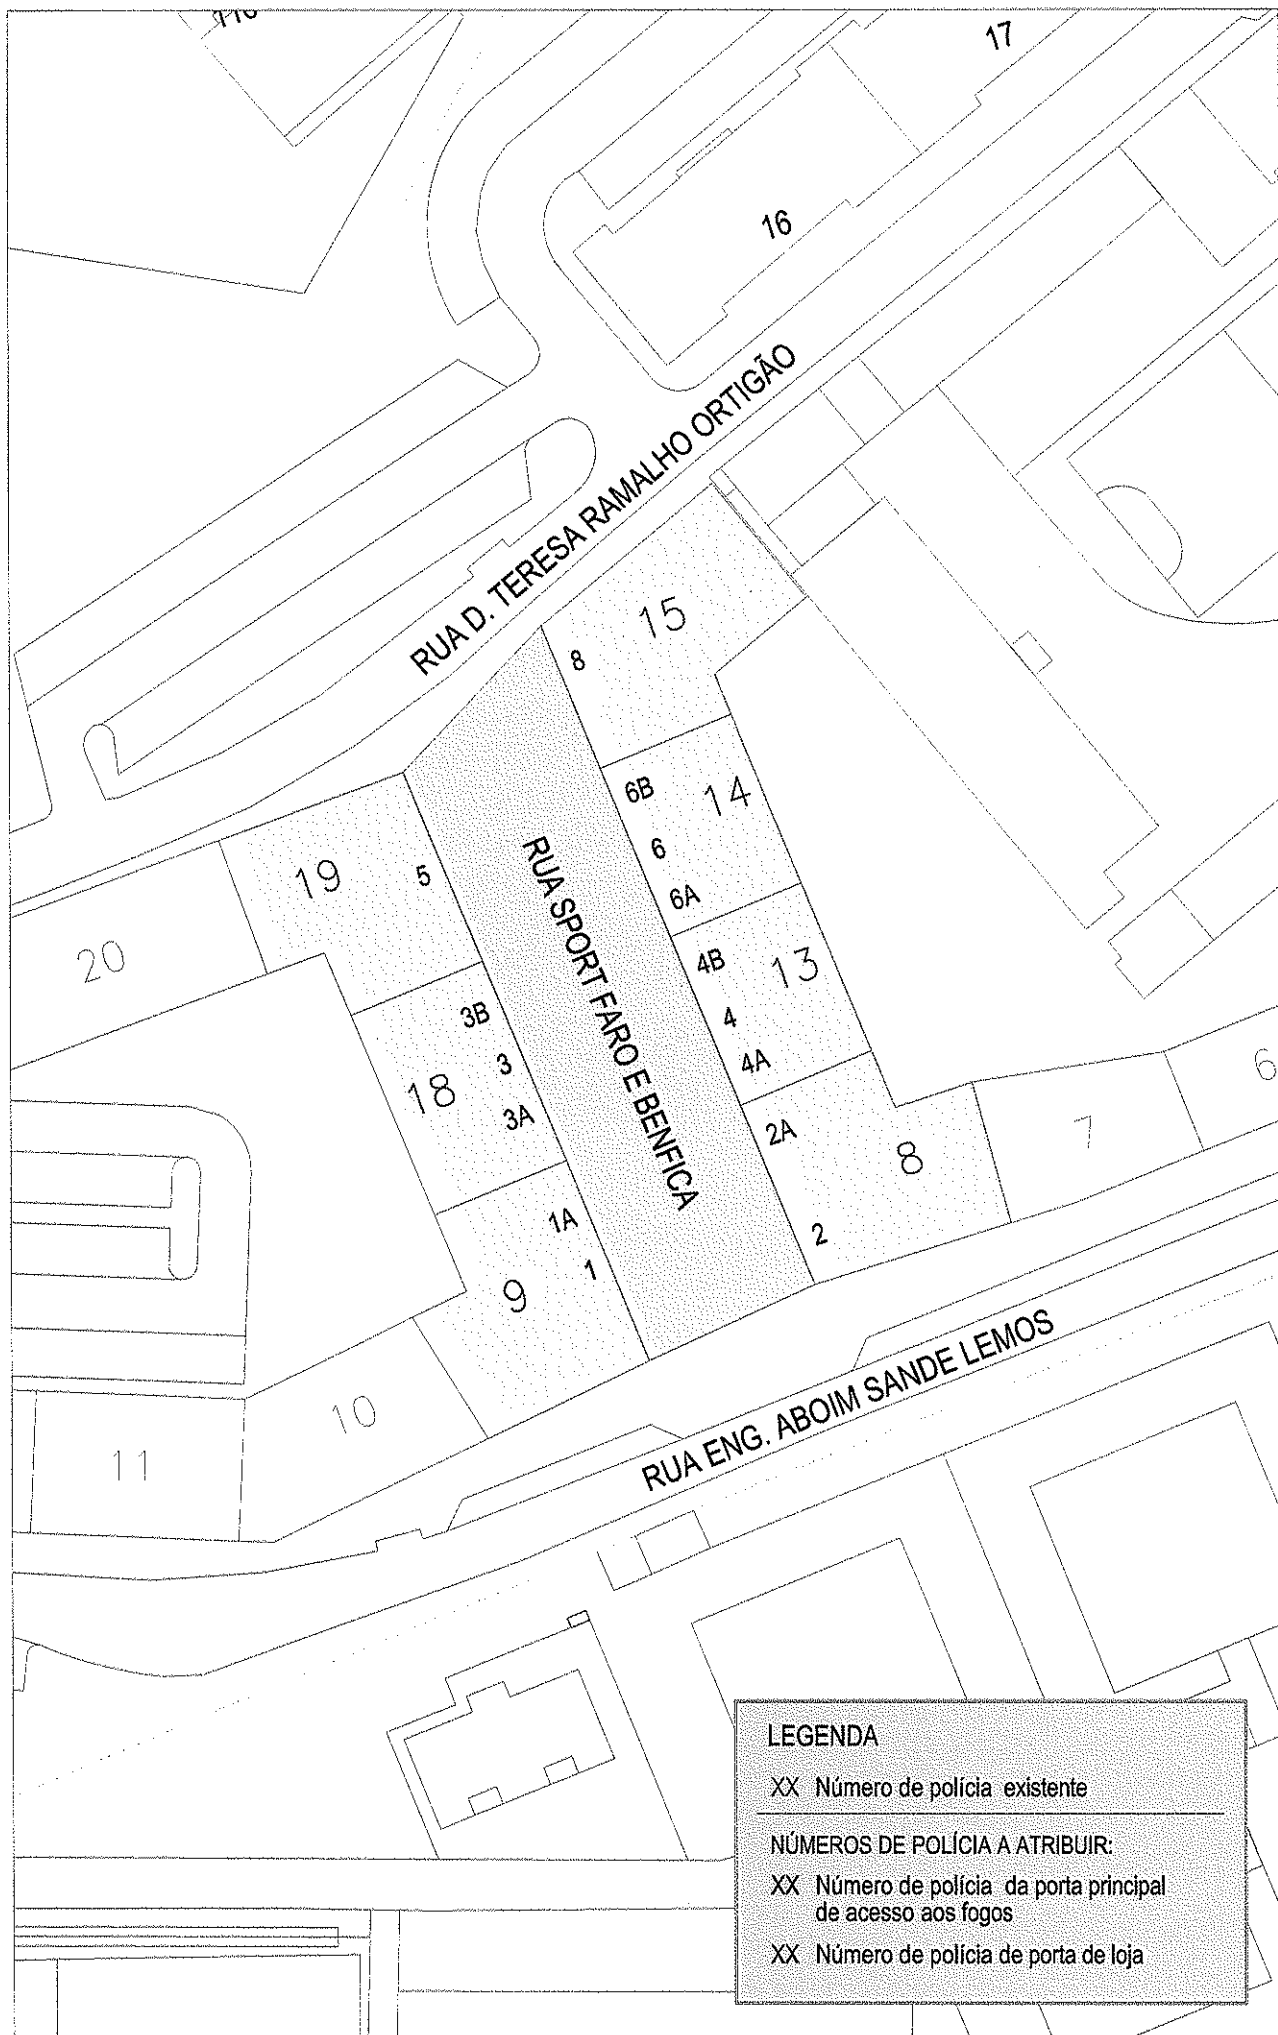 17
16
RUA D. TERESA RAMALHO ORTIGÃO
15
8
6B
14
6
6A
19
5
RUA SPORT FARO E BENFICA
20
4B
13
4
4A
3B
3
18
3A
2A
8
7
6
2
1A
1
9
10
11
RUA ENG. ABOIM SANDE LEMOS
LEGENDA
XX Número de polícia existente
NÚMEROS DE POLÍCIA A ATRIBUIR:
XX Número de polícia da porta principal
de acesso aos fogos
XX Número de polícia de porta de loja